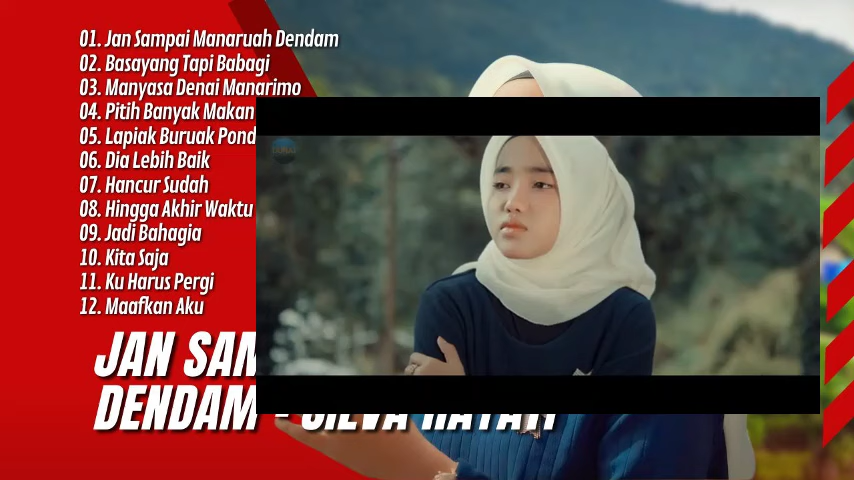 01. Jan Sampai Manaruah Dendam
02. Basayang Tapi Babagi
03. Manyasa Denai Manarimo
04. Pitih Banyak Makan
05. Lapiak Buruak Pond
06. Dia Lebih Baik
07. Hancur Sudah
08. Hingga Akhir Waktu
09. Jadi Bahagia
10. Kita Saja
11. Ku Harus Pergi
12. Maafkan Aku
JAN SAM
DENDAM - SILVA HAYATI